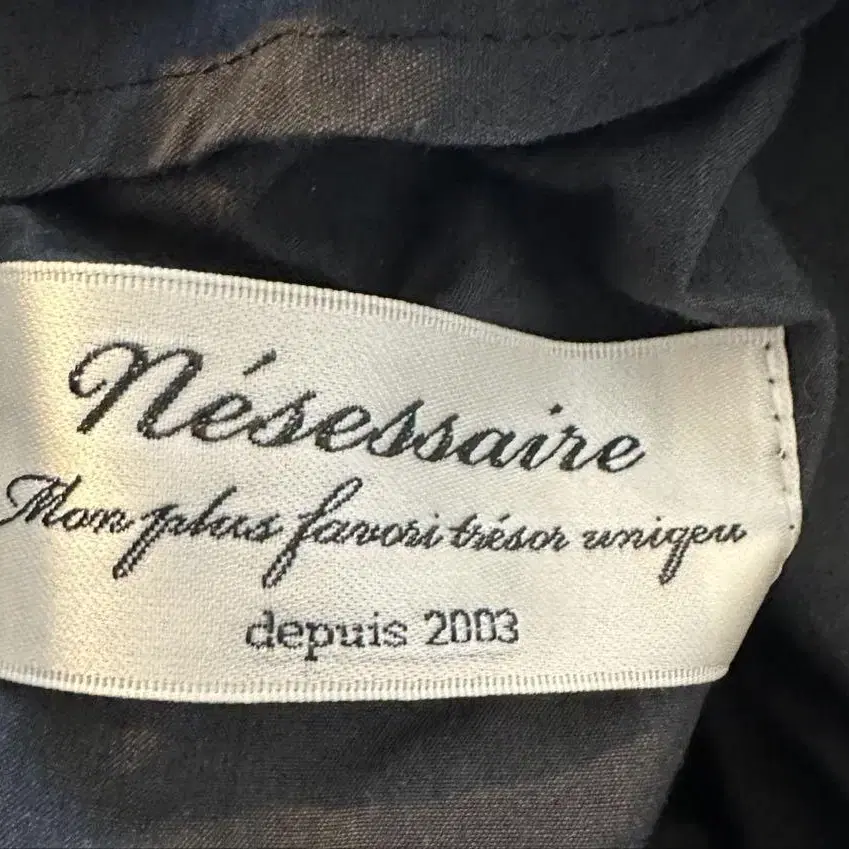 Nésessaire
Mon plus favori trésor uniqeu
depuis 2003